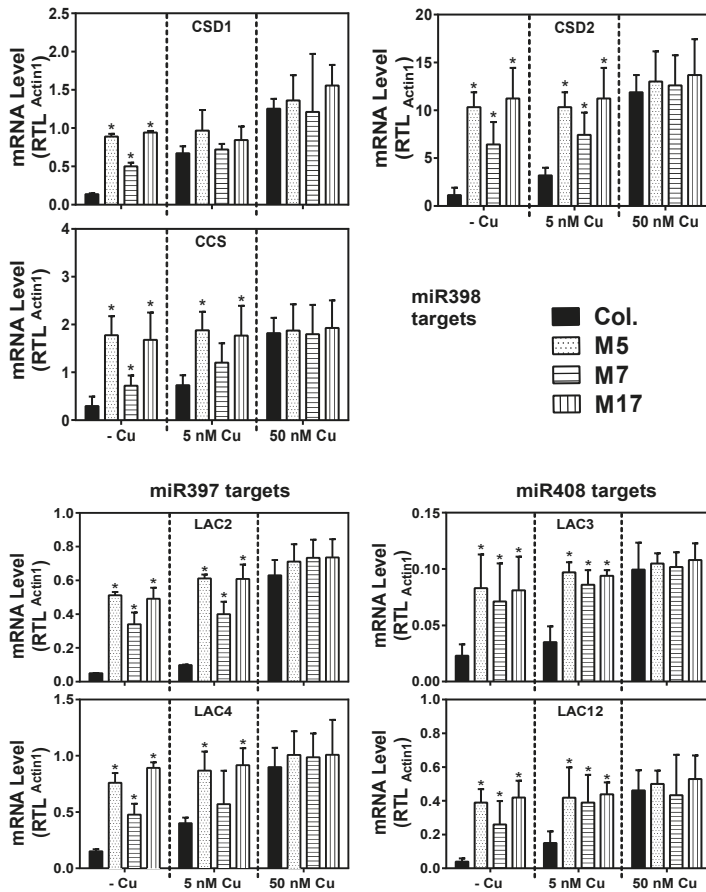 CSD1
mRNA Level
(RTL Actin1)
2.5
2.0
1.5
1.0
0.5
0.0
* * *
- Cu 5 nM Cu 50 nM Cu
CSD2
mRNA Level
(RTL Actin1)
20
15
10
5
0
* * * * * *
- Cu 5 nM Cu 50 nM Cu
CCS
mRNA Level
(RTL Actin1)
4
3
2
1
0
* * * * *
- Cu 5 nM Cu 50 nM Cu
miR398
targets
Col.
M5
M7
M17
miR397 targets
LAC2
mRNA Level
(RTL Actin1)
1.0
0.8
0.6
0.4
0.2
0.0
* * * * * *
LAC4
mRNA Level
(RTL Actin1)
1.5
1.0
0.5
0.0
* * * * *
- Cu 5 nM Cu 50 nM Cu
miR408 targets
LAC3
mRNA Level
(RTL Actin1)
0.15
0.10
0.05
0.00
* * * * * *
LAC12
mRNA Level
(RTL Actin1)
1.0
0.8
0.6
0.4
0.2
0.0
* * * * * *
- Cu 5 nM Cu 50 nM Cu